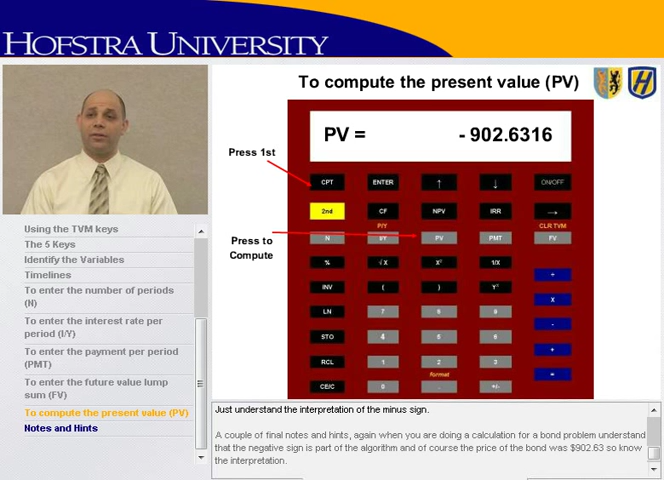 HOFSTRA UNIVERSITY
To compute the present value (PV)
PV = - 902.6316
Press 1st
CPT ENTER ↑ ↓ ON/OFF
2nd CF NPV IRR →
P/Y CLR TVM
Press to
Compute
N I/Y PV PMT FV
% √X X² 1/X ÷
INV ( ) Yˣ X
LN 7 8 9 -
STO 4 5 6 +
RCL 1 2 3 =
format
CE/C 0 . +/-
Using the TVM keys
The 5 Keys
Identify the Variables
Timelines
To enter the number of periods
(N)
To enter the interest rate per
period (I/Y)
To enter the payment per period
(PMT)
To enter the future value lump
sum (FV)
To compute the present value (PV)
Notes and Hints
Just understand the interpretation of the minus sign.
A couple of final notes and hints, again when you are doing a calculation for a bond problem understand
that the negative sign is part of the algorithm and of course the price of the bond was $902.63 so know
the interpretation.